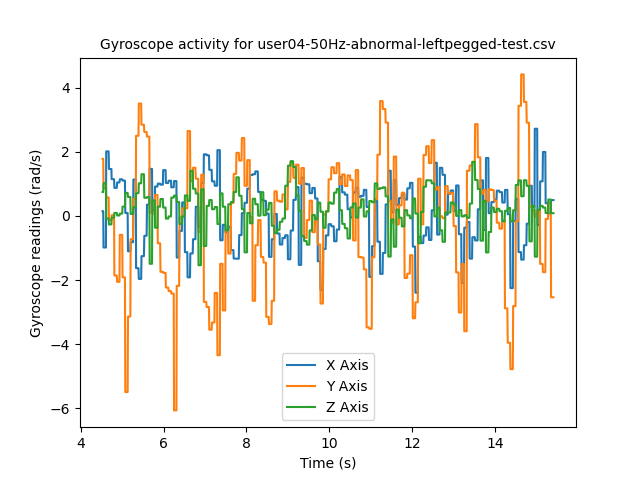 Gyroscope activity for user04-50Hz-abnormal-leftpegged-test.csv
Gyroscope readings (rad/s)
4
2
0
−2
−4
−6
X Axis
Y Axis
Z Axis
4 6 8 10 12 14
Time (s)